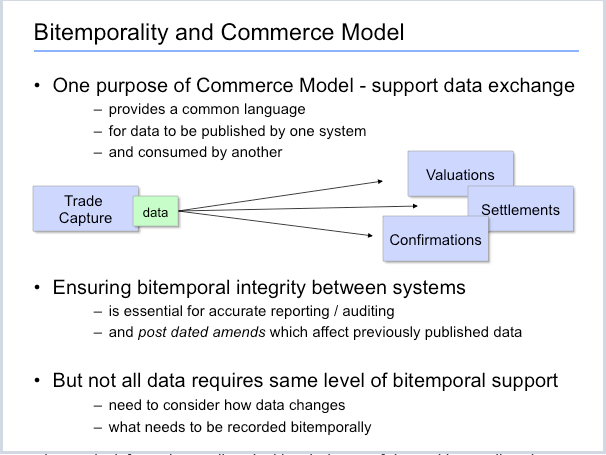 Bitemporality and Commerce Model
• One purpose of Commerce Model - support data exchange
– provides a common language
– for data to be published by one system
– and consumed by another
Trade
Capture
data
Valuations
Settlements
Confirmations
• Ensuring bitemporal integrity between systems
– is essential for accurate reporting / auditing
– and post dated amends which affect previously published data
• But not all data requires same level of bitemporal support
– need to consider how data changes
– what needs to be recorded bitemporally